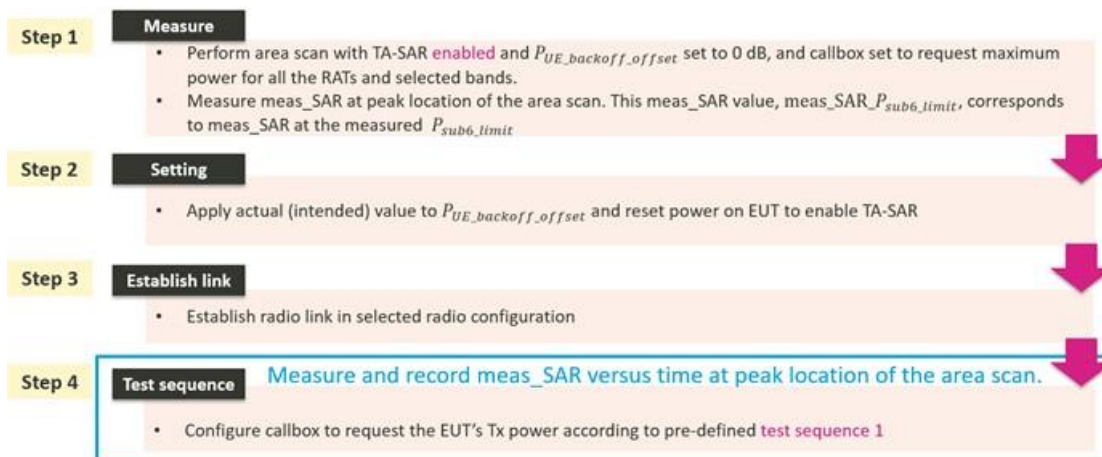 Step 1
Measure
• Perform area scan with TA-SAR enabled and P_UE_backoff_offset set to 0 dB, and callbox set to request maximum
power for all the RATs and selected bands.
• Measure meas_SAR at peak location of the area scan. This meas_SAR value, meas_SAR_P_sub6_limit, corresponds
to meas_SAR at the measured P_sub6_limit
Step 2
Setting
• Apply actual (intended) value to P_UE_backoff_offset and reset power on EUT to enable TA-SAR
Step 3
Establish link
• Establish radio link in selected radio configuration
Step 4
Test sequence
Measure and record meas_SAR versus time at peak location of the area scan.
• Configure callbox to request the EUT's Tx power according to pre-defined test sequence 1